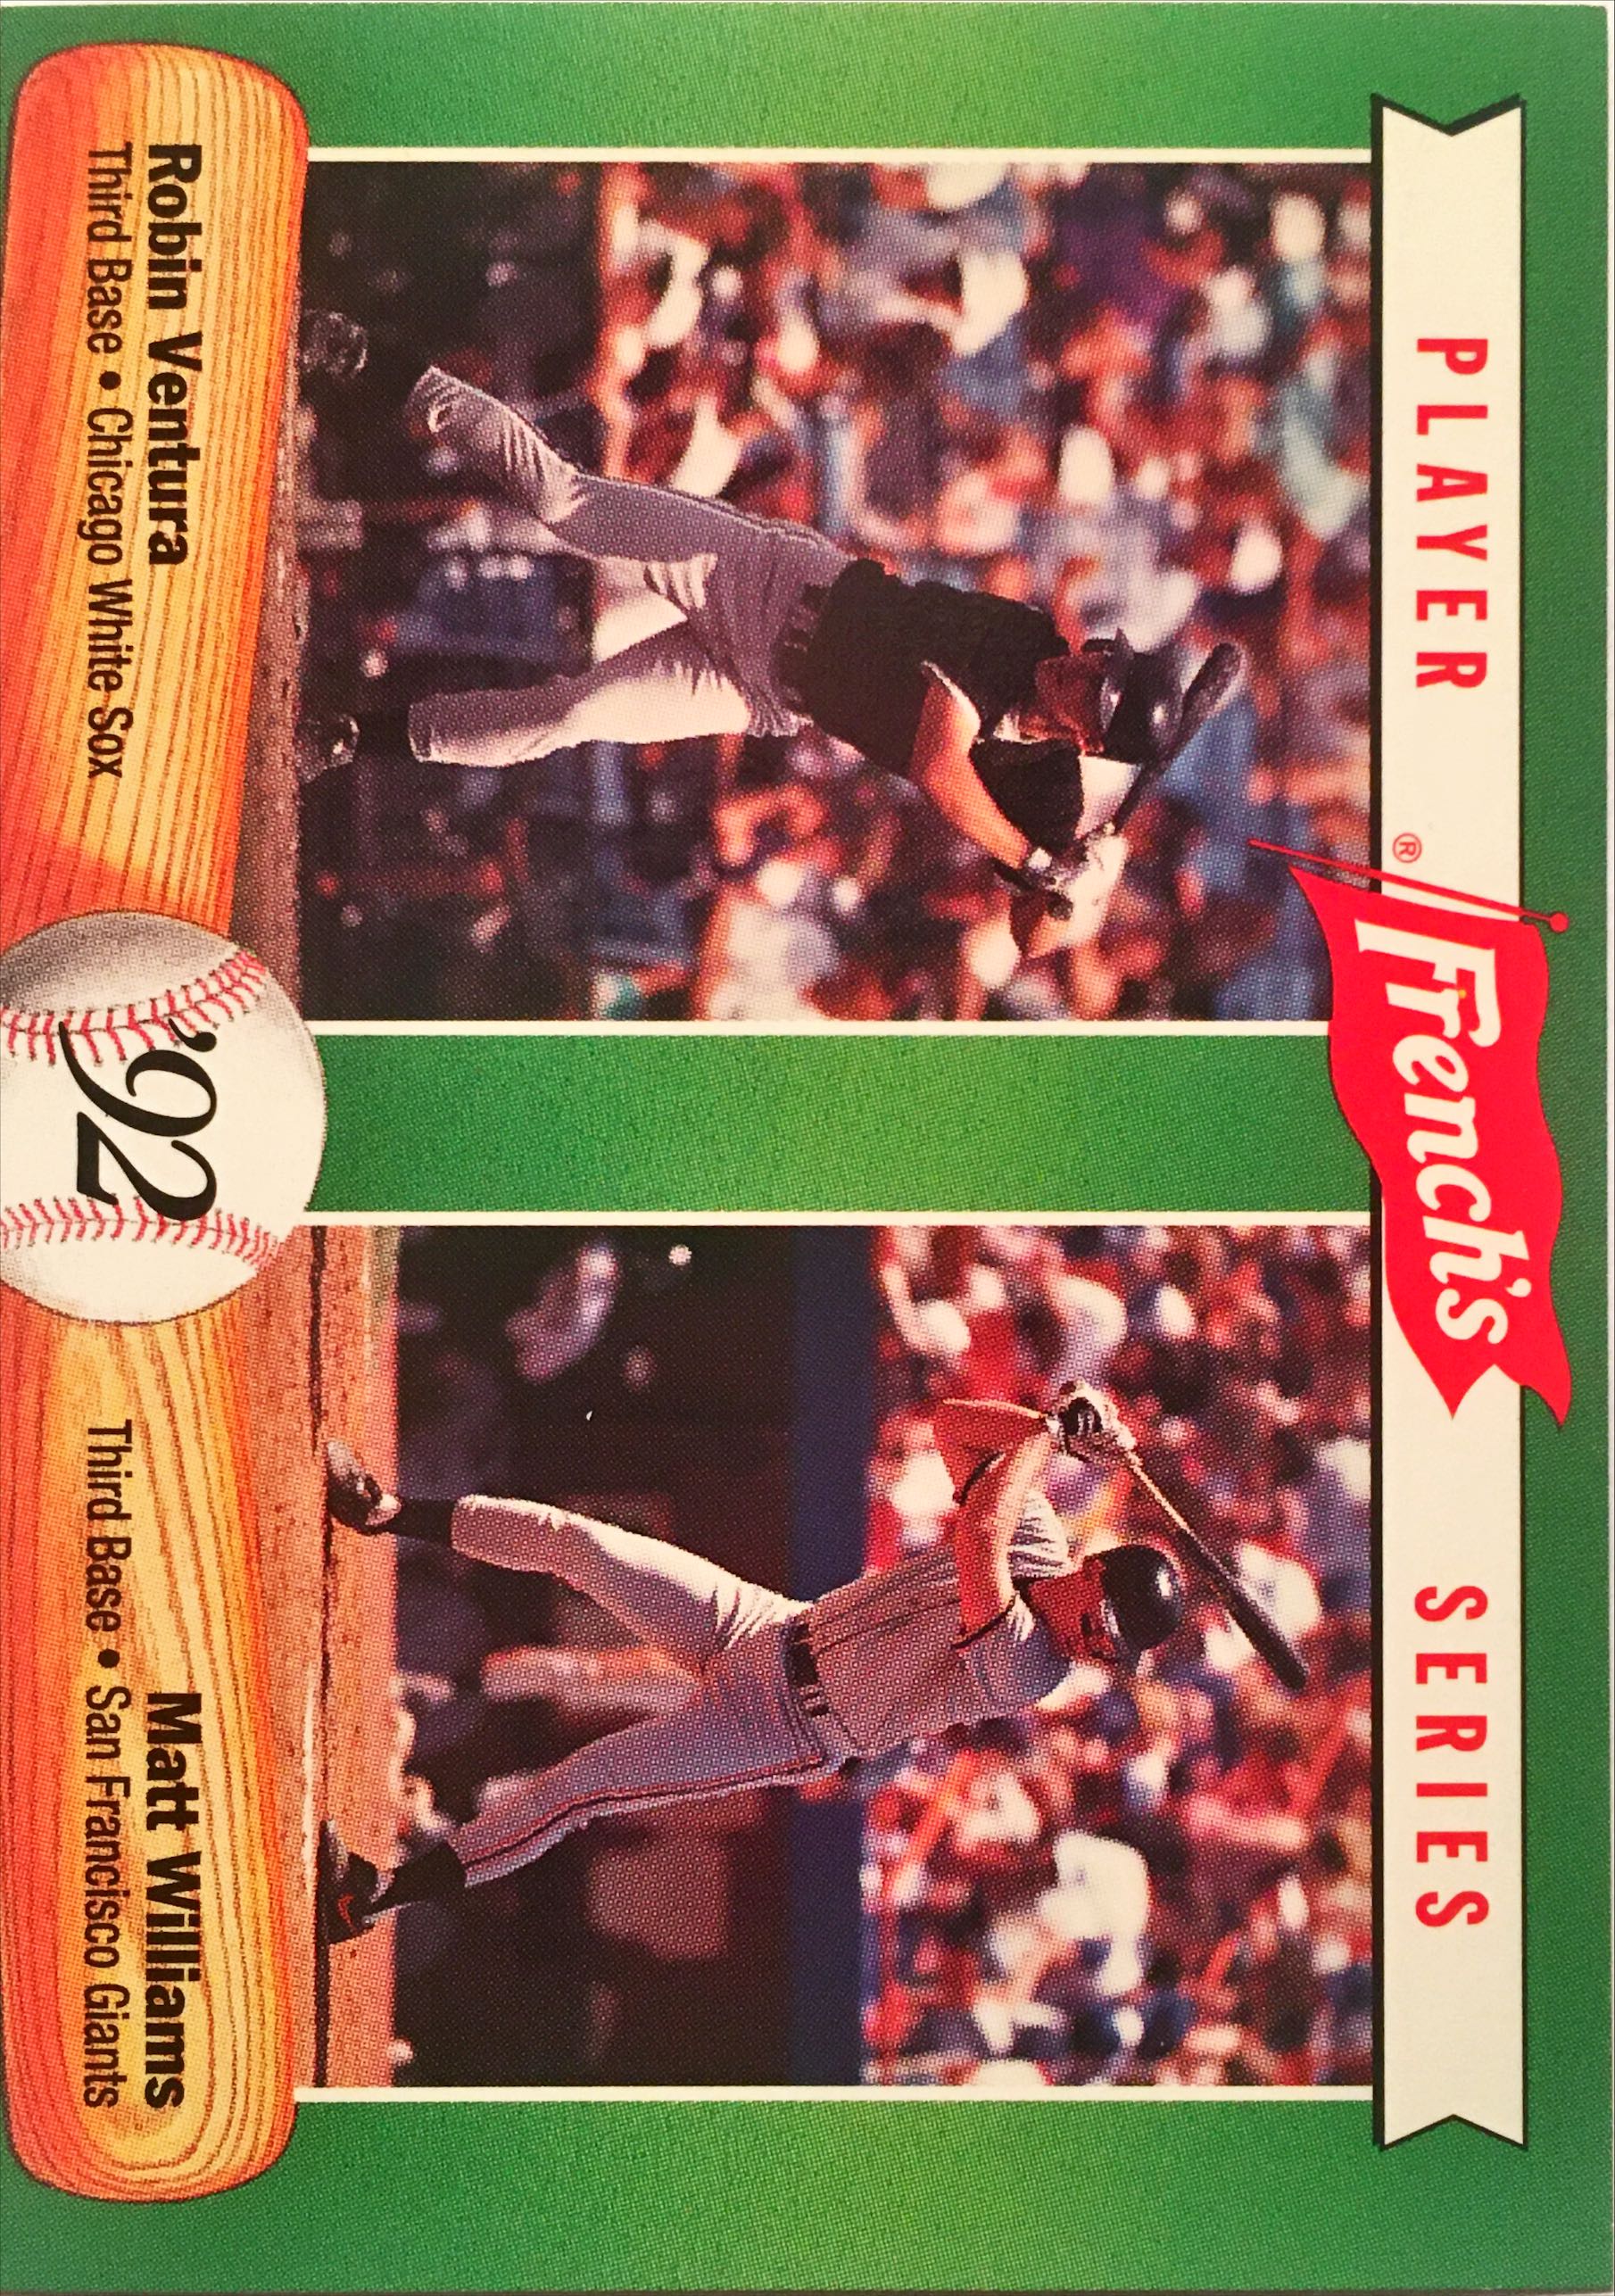 PLAYER
French's®
SERIES
Robin Ventura
Third Base • Chicago White Sox
'92
Matt Williams
Third Base • San Francisco Giants